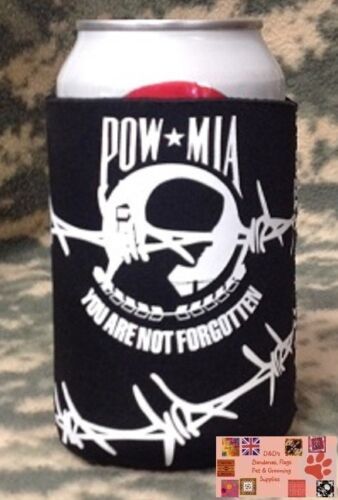 POW★MIA
YOU ARE NOT FORGOTTEN
D&D's
Bandanas, Flags
Pet & Grooming
Supplies